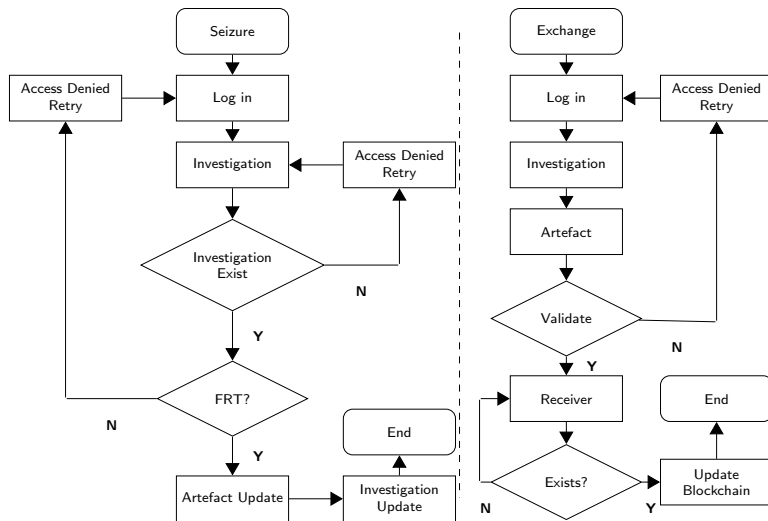 Seizure
Access Denied
Retry
Log in
Investigation
Access Denied
Retry
Investigation
Exist
N
Y
FRT?
N
Y
End
Artefact Update
Investigation
Update
Exchange
Log in
Access Denied
Retry
Investigation
Artefact
Validate
N
Y
Receiver
End
Exists?
N
Y
Update
Blockchain